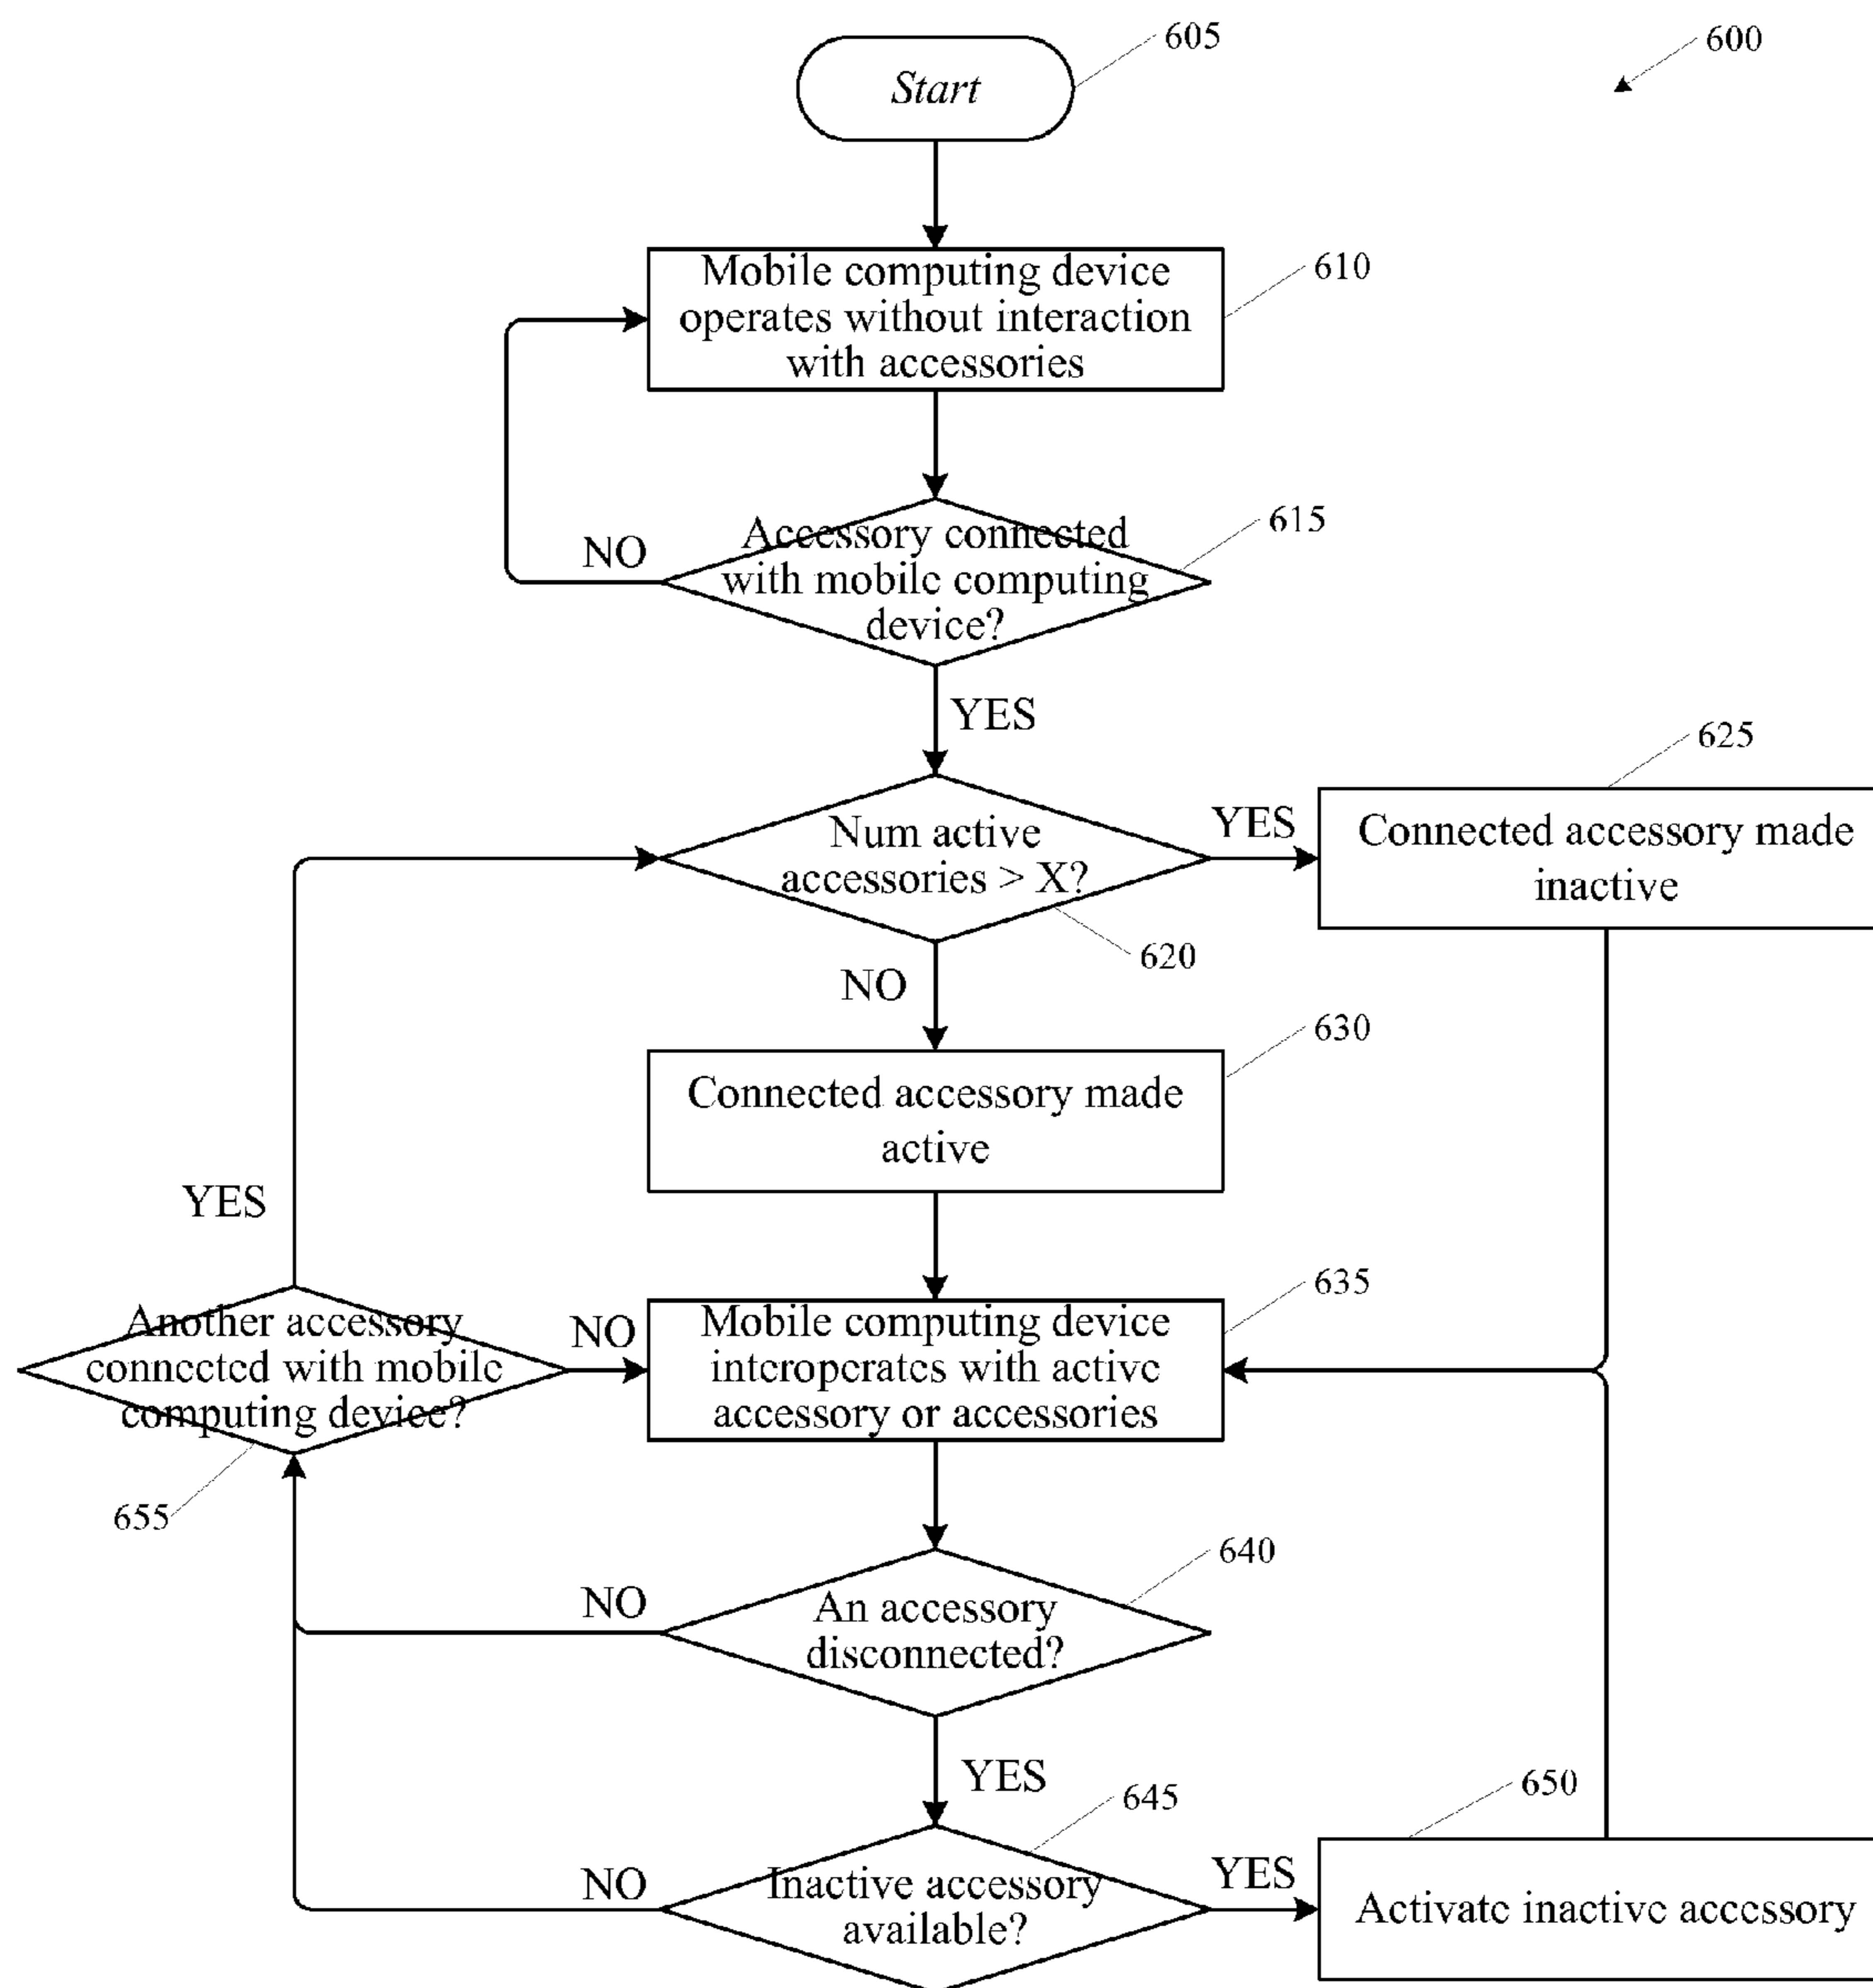 605
600
Start
Mobile computing device
operates without interaction
with accessories
610
Accessory connected
with mobile computing
device?
615
NO
YES
Num active
accessories > X?
620
YES
625
Connected accessory made
inactive
NO
630
Connected accessory made
active
YES
635
Another accessory
connected with mobile
computing device?
NO
Mobile computing device
interoperates with active
accessory or accessories
655
640
NO
An accessory
disconnected?
YES
645
650
NO
Inactive accessory
available?
YES
Activate inactive accessory